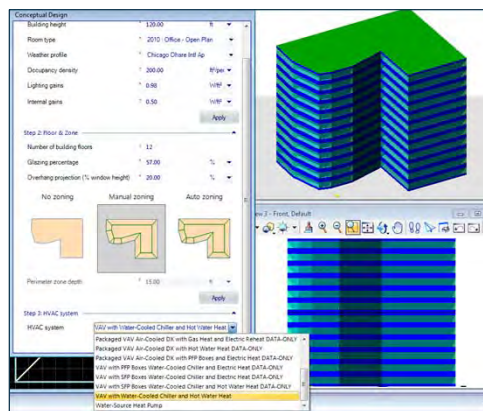 Conceptual Design
Building height * 120.00 ft
Room type * 2010 - Office - Open Plan
Weather profile * Chicago Ohare Intl Ap
Occupancy density * 200.00 ft²/per
Lighting gains * 0.90 W/ft²
Internal gains * 0.50 W/ft²
Apply
Step 2: Floor & Zone
Number of building floors * 12
Glazing percentage * 57.00 %
Overhang projection (% window height) * 20.00 %
No zoning Manual zoning Auto zoning
Perimeter zone depth * 15.00 ft
Apply
Step 3: HVAC system
HVAC system VAV with Water-Cooled Chiller and Hot Water Heat
Packaged VAV Air-Cooled DX with Gas Heat and Electric Reheat DATA-ONLY
Packaged VAV Air-Cooled DX with Hot Water Heat DATA-ONLY
Packaged VAV Air-Cooled DX with PFP Boxes and Electric Heat DATA-ONLY
VAV with PFP Boxes Water-Cooled Chiller and Electric Heat DATA-ONLY
VAV with SFP Boxes Water-Cooled Chiller and Electric Heat DATA-ONLY
VAV with SFP Boxes Water-Cooled Chiller and Hot Water Heat DATA-ONLY
VAV with Water-Cooled Chiller and Hot Water Heat
Water-Source Heat Pump
3 - Front, Default